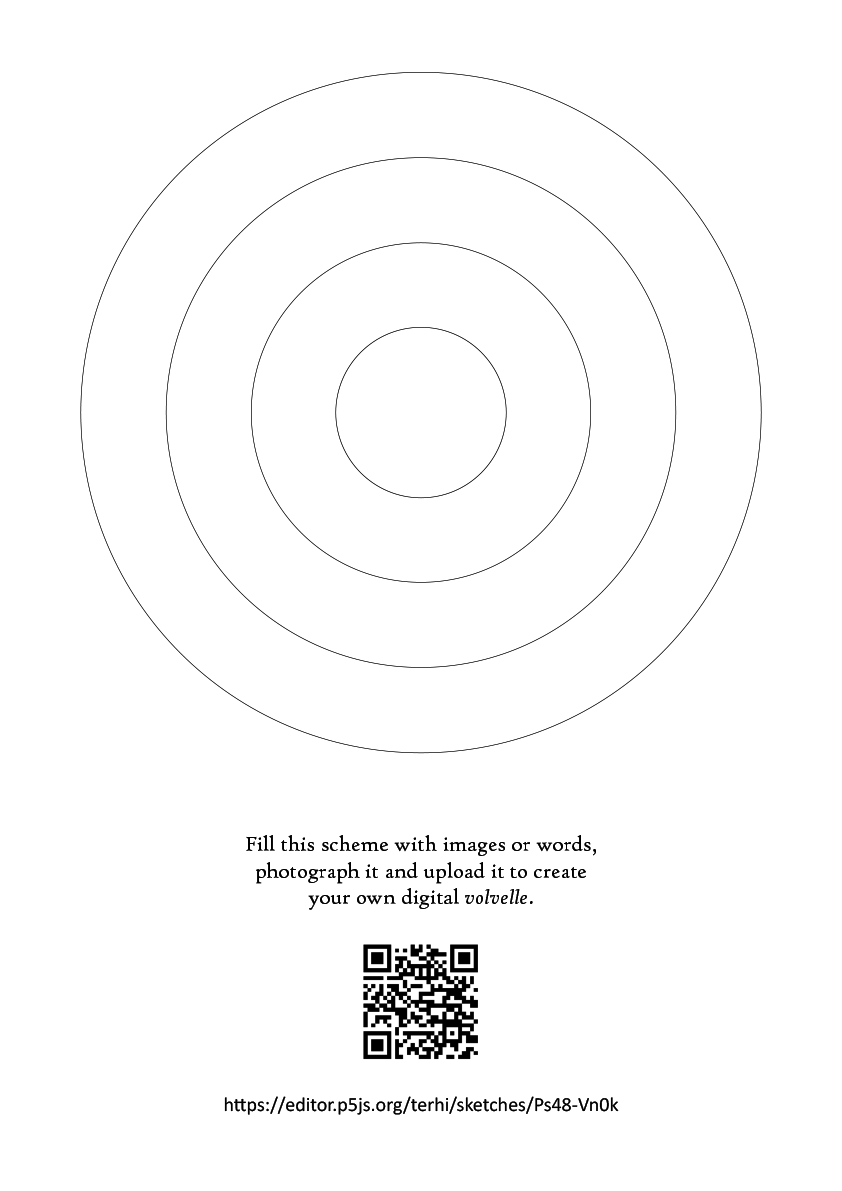 Fill this scheme with images or words,
photograph it and upload it to create
your own digital volvelle.
https://editor.p5js.org/terhi/sketches/Ps48-Vn0k